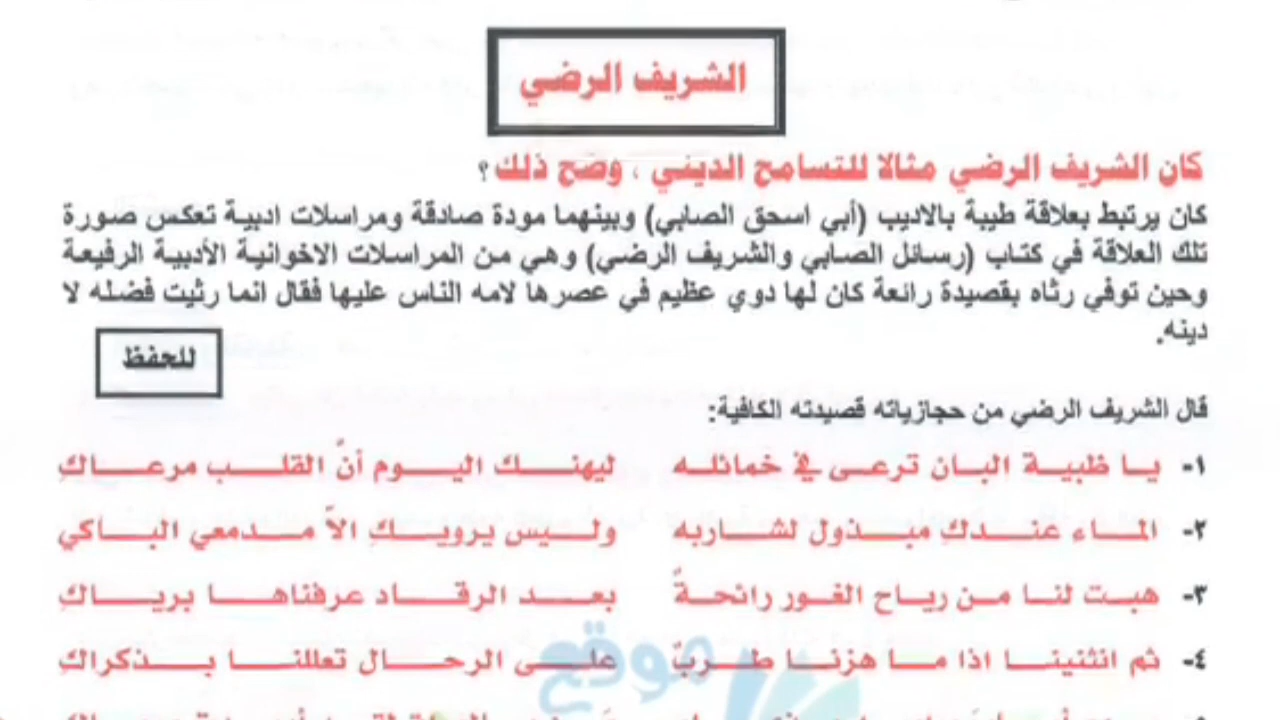 الشريف الرضي
كان الشريف الرضي مثالا للتسامح الديني ، وضح ذلك ؟
كان يرتبط بعلاقة طيبة بالاديب (أبي اسحق الصابي) وبينهما مودة صادقة ومراسلات ادبية تعكس صورة
تلك العلاقة في كتاب (رسائل الصابي والشريف الرضي) وهي من المراسلات الاخوانية الأدبية الرفيعة
وحين توفي رثاه بقصيدة رائعة كان لها دوي عظيم في عصرها لامه الناس عليها فقال انما رثيت فضله لا
دينه.
للحفظ
قال الشريف الرضي من حجازياته قصيدته الكافية:
١- يا ظبية البان ترعى في خمائله ليهنك اليوم أنّ القلب مرعاكِ
٢- الماء عندكِ مبذول لشاربه وليس يرويكِ الاّ مدمعي الباكي
٣- هبت لنا من رياح الغور رائحةٌ بعد الرقاد عرفناها برياكِ
٤- ثم انثنينا اذا ما هزنا طربٌ على الرحال تعللنا بذكراكِ
موقع